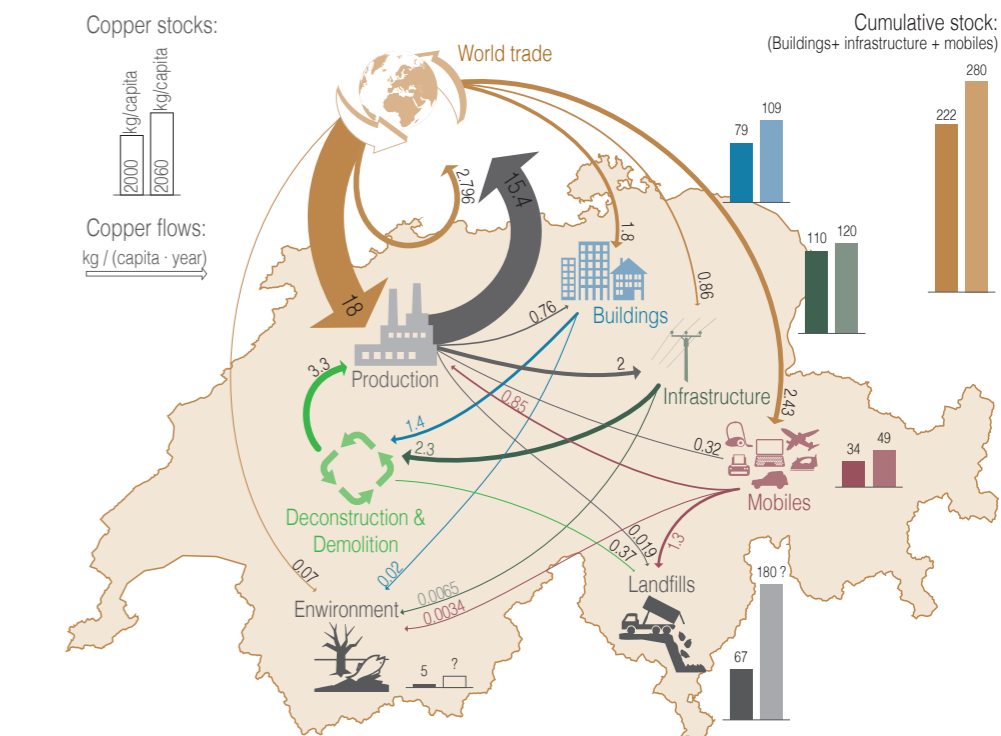 Copper stocks:
kg/capita
kg/capita
2000
2060
Copper flows:
kg / (capita · year)
World trade
Cumulative stock:
(Buildings+ infrastructure + mobiles)
222
280
79
109
110
120
34
49
18
2.796
15.4
1.8
0.86
2.43
Buildings
0.76
2
Infrastructure
Production
3.3
0.85
0.32
1.4
2.3
Mobiles
Deconstruction &
Demolition
0.019
0.37
1.3
0.07
0.02
0.0065
0.0034
Enwironment
Landfills
5
?
67
180 ?